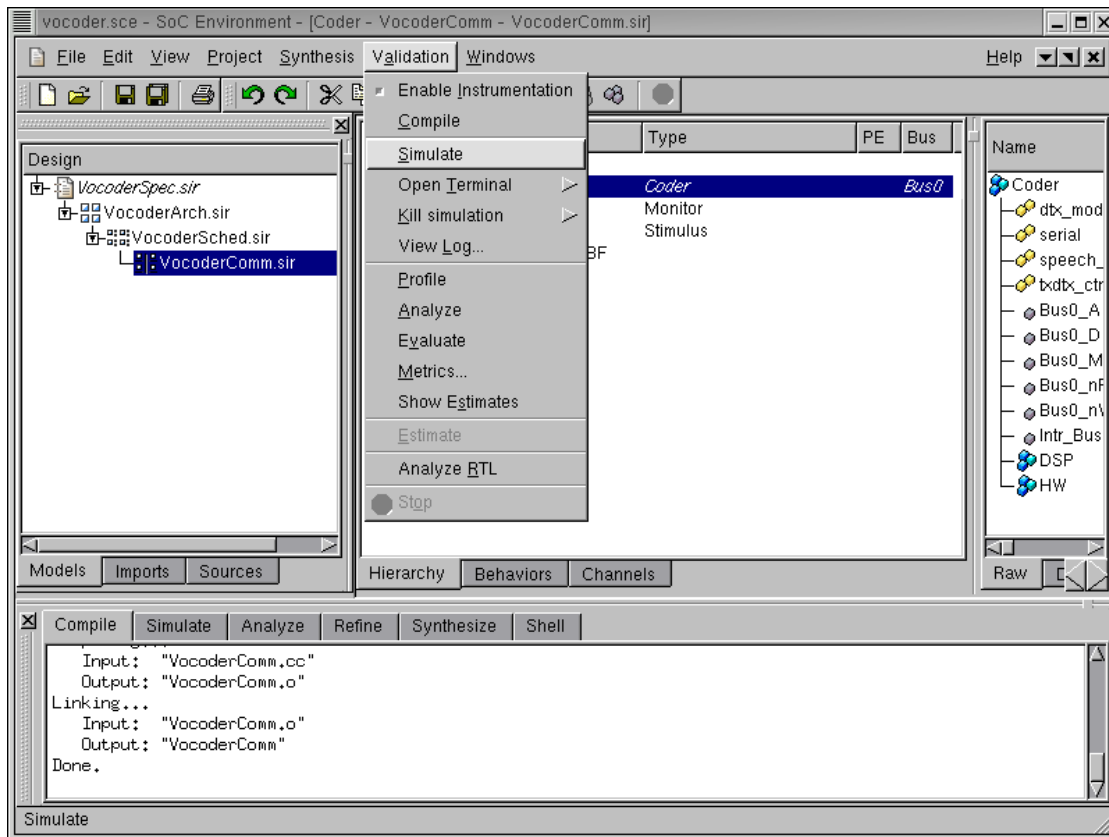 vocoder.sce - SoC Environment - [Coder - VocoderComm - VocoderComm.sir]
File Edit View Project Synthesis Validation Windows Help
Enable Instrumentation
Compile
Simulate
Open Terminal
Kill simulation
View Log...
Profile
Analyze
Evaluate
Metrics...
Show Estimates
Estimate
Analyze RTL
Stop
Design
VocoderSpec.sir
VocoderArch.sir
VocoderSched.sir
VocoderComm.sir
Models Imports Sources
Type PE Bus
Coder Bus0
Monitor
Stimulus
BF
Hierarchy Behaviors Channels
Name
Coder
dtx_mod
serial
speech_
txdtx_ctr
Bus0_A
Bus0_D
Bus0_M
Bus0_nR
Bus0_nW
Intr_Bus
DSP
HW
Raw
Compile Simulate Analyze Refine Synthesize Shell
Input: "VocoderComm.cc"
Output: "VocoderComm.o"
Linking...
Input: "VocoderComm.o"
Output: "VocoderComm"
Done.
Simulate